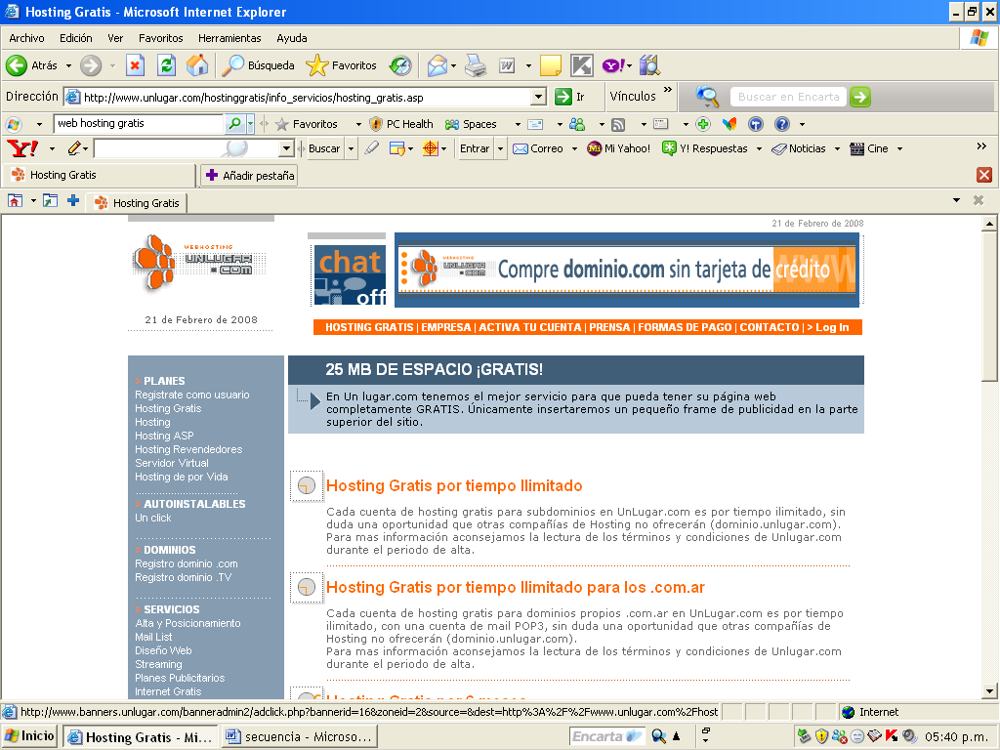 Hosting Gratis - Microsoft Internet Explorer
Archivo Edición Ver Favoritos Herramientas Ayuda
Atrás Búsqueda Favoritos
Dirección http://www.unlugar.com/hostinggratis/info_servicios/hosting_gratis.asp Ir Vínculos » Buscar en Encarta
web hosting gratis Favoritos PC Health Spaces
Y! Buscar Entrar Correo Mi Yahoo! Y! Respuestas Noticias Cine »
Hosting Gratis Añadir pestaña
Hosting Gratis
21 de Febrero de 2008
WEBHOSTING
UNLUGAR
.COM
chat
off
WEBHOSTING
UNLUGAR
.COM
Compre dominio.com sin tarjeta de crédito
21 de Febrero de 2008
HOSTING GRATIS | EMPRESA | ACTIVA TU CUENTA | PRENSA | FORMAS DE PAGO | CONTACTO | > Log In
PLANES
Registrate como usuario
Hosting Gratis
Hosting
Hosting ASP
Hosting Revendedores
Servidor Virtual
Hosting de por Vida
AUTOINSTALABLES
Un click
DOMINIOS
Registro dominio .com
Registro dominio .TV
SERVICIOS
Alta y Posicionamiento
Mail List
Diseño Web
Streaming
Planes Publicitarios
Internet Gratis
25 MB DE ESPACIO ¡GRATIS!
En Un lugar.com tenemos el mejor servicio para que pueda tener su página web
completamente GRATIS. Únicamente insertaremos un pequeño frame de publicidad en la parte
superior del sitio.
Hosting Gratis por tiempo Ilimitado
Cada cuenta de hosting gratis para subdominios en UnLugar.com es por tiempo ilimitado, sin
duda una oportunidad que otras compañías de Hosting no ofrecerán (dominio.unlugar.com).
Para mas información aconsejamos la lectura de los términos y condiciones de Unlugar.com
durante el periodo de alta.
Hosting Gratis por tiempo Ilimitado para los .com.ar
Cada cuenta de hosting gratis para dominios propios .com.ar en UnLugar.com es por tiempo
ilimitado, con una cuenta de mail POP3, sin duda una oportunidad que otras compañías de
Hosting no ofrecerán (dominio.unlugar.com).
Para mas información aconsejamos la lectura de los términos y condiciones de Unlugar.com
durante el periodo de alta.
Hosting Gratis por 6 meses
http://www.banners.unlugar.com/banneradmin2/adclick.php?bannerid=16&zoneid=2&source=&dest=http%3A%2F%2Fwww.unlugar.com%2Fhost Internet
Inicio Hosting Gratis - Mi... secuencia - Microso... Encarta 05:40 p.m.